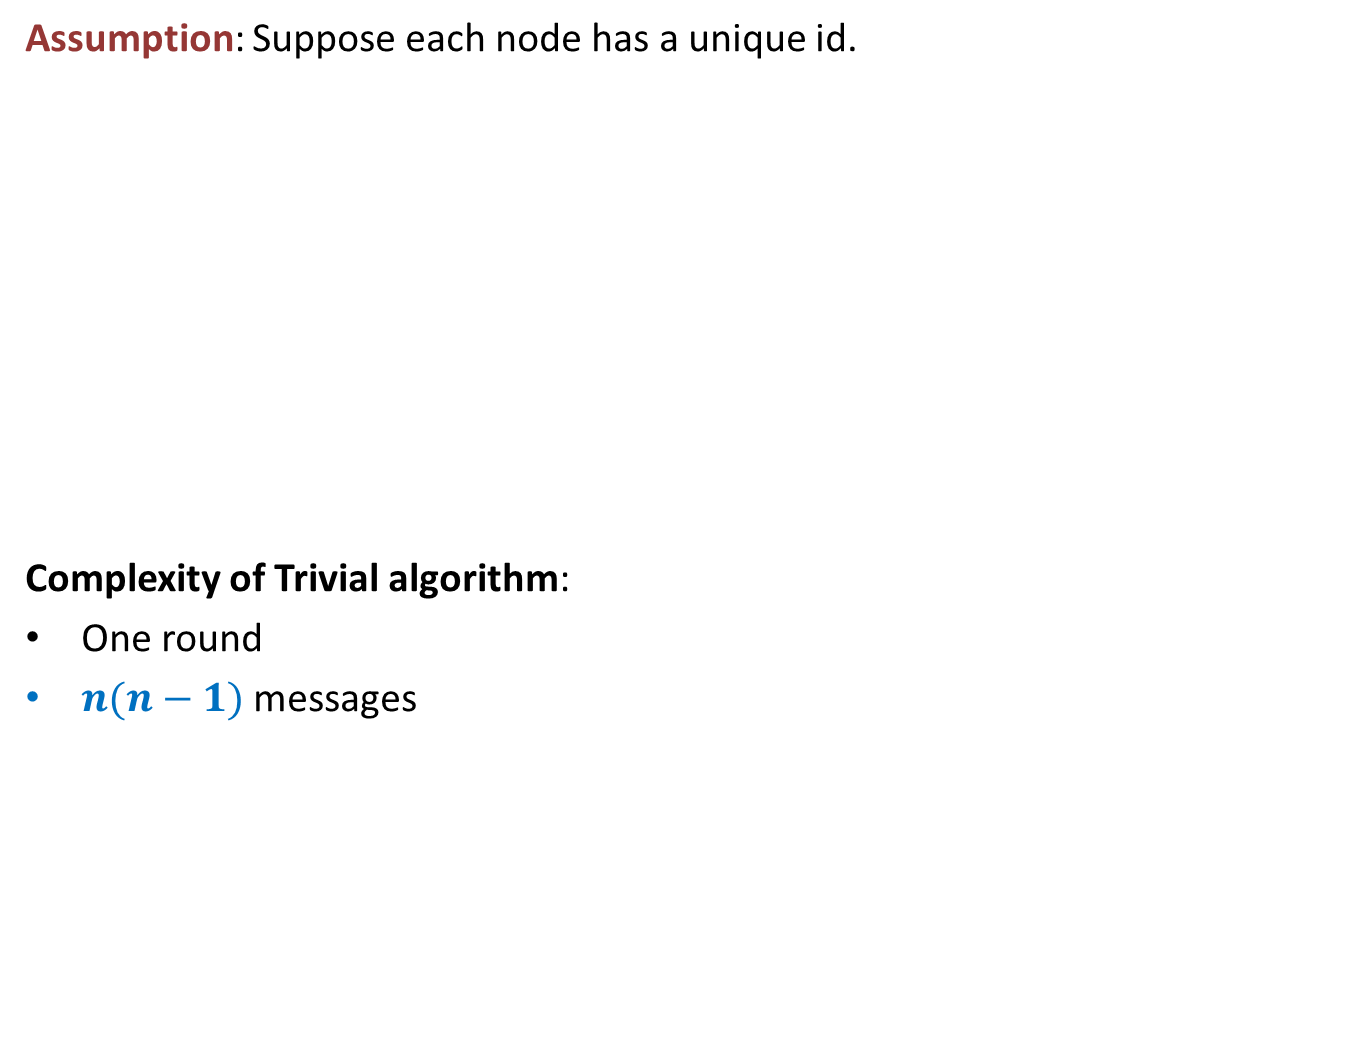 Assumption: Suppose each node has a unique id.
Complexity of Trivial algorithm:
• One round
• n(n − 1) messages